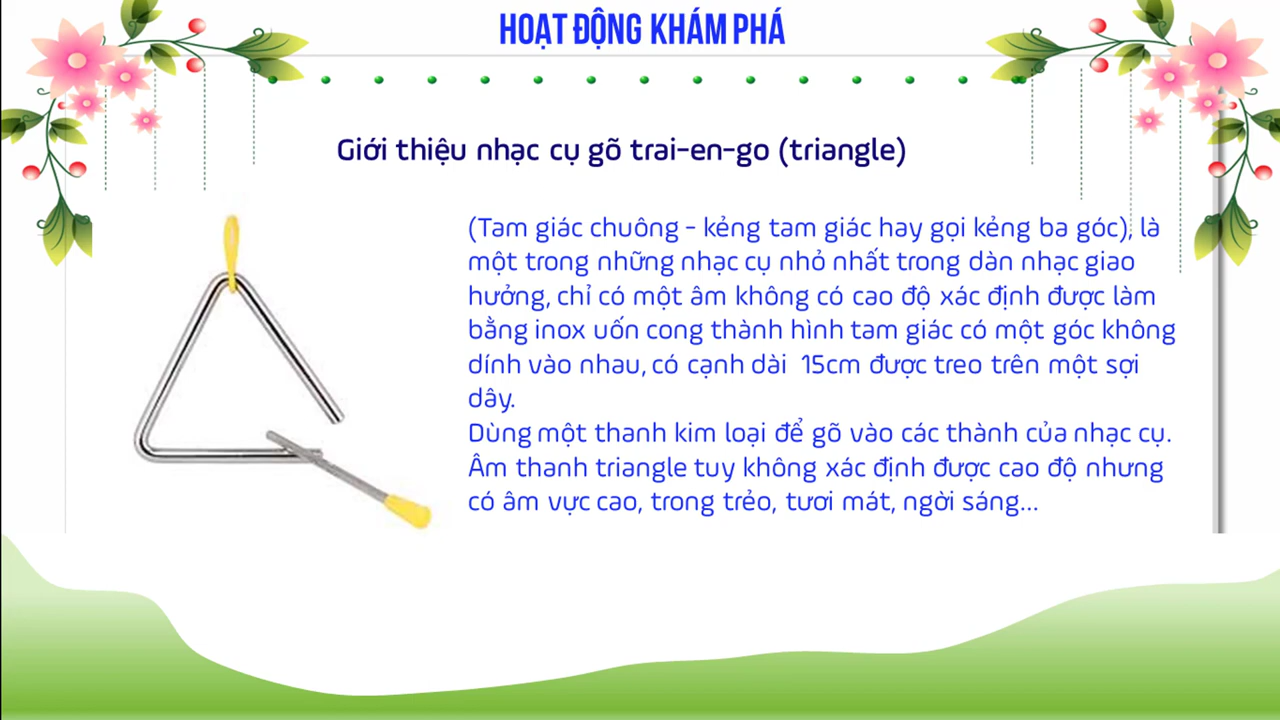 HOẠT ĐỘNG KHÁM PHÁ
Giới thiệu nhạc cụ gõ trai-en-go (triangle)
(Tam giác chuông - kẻng tam giác hay gọi kẻng ba góc), là
một trong những nhạc cụ nhỏ nhất trong dàn nhạc giao
hưởng, chỉ có một âm không có cao độ xác định được làm
bằng inox uốn cong thành hình tam giác có một góc không
dính vào nhau, có cạnh dài 15cm được treo trên một sợi
dây.
Dùng một thanh kim loại để gõ vào các thành của nhạc cụ.
Âm thanh triangle tuy không xác định được cao độ nhưng
có âm vực cao, trong trẻo, tươi mát, ngời sáng...